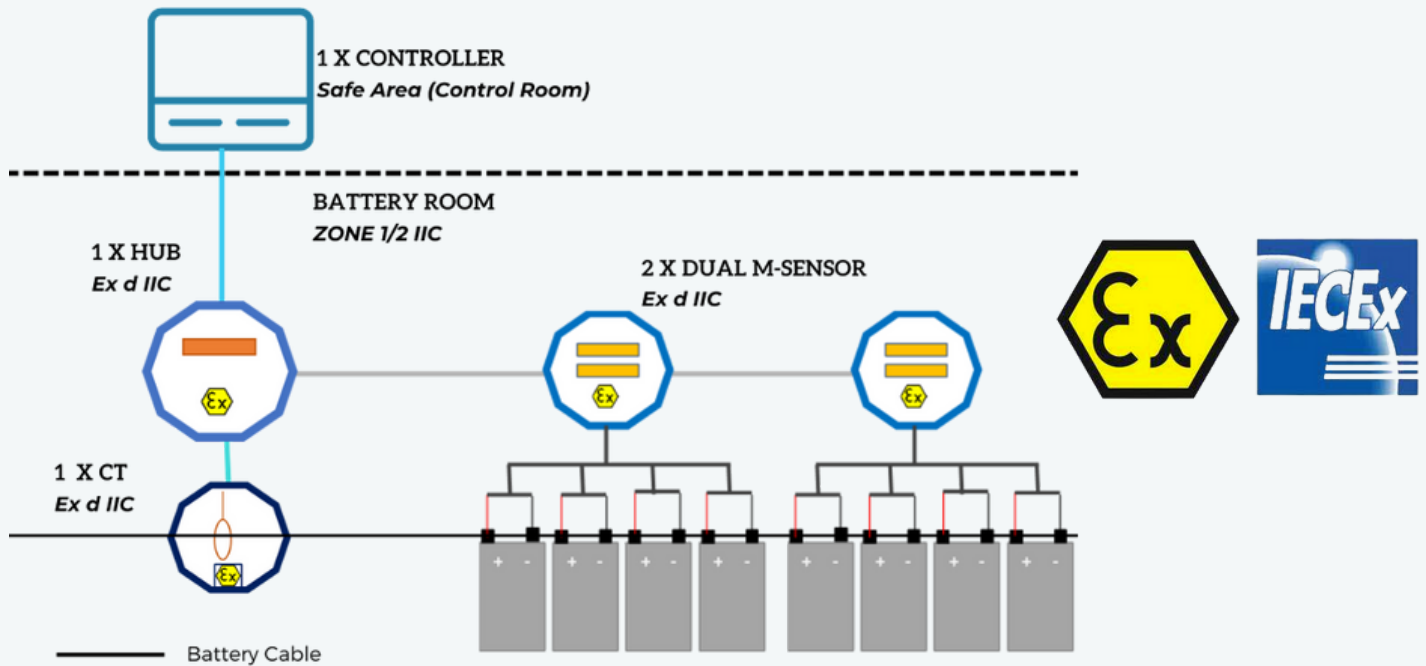 1 X CONTROLLER
Safe Area (Control Room)
BATTERY ROOM
ZONE 1/2 IIC
1 X HUB
Ex d IIC
2 X DUAL M-SENSOR
Ex d IIC
Ex
IECEx
Ex
Ex
Ex
1 X CT
Ex d IIC
Ex
+ - + - + - + - + - + - + - + -
Battery Cable